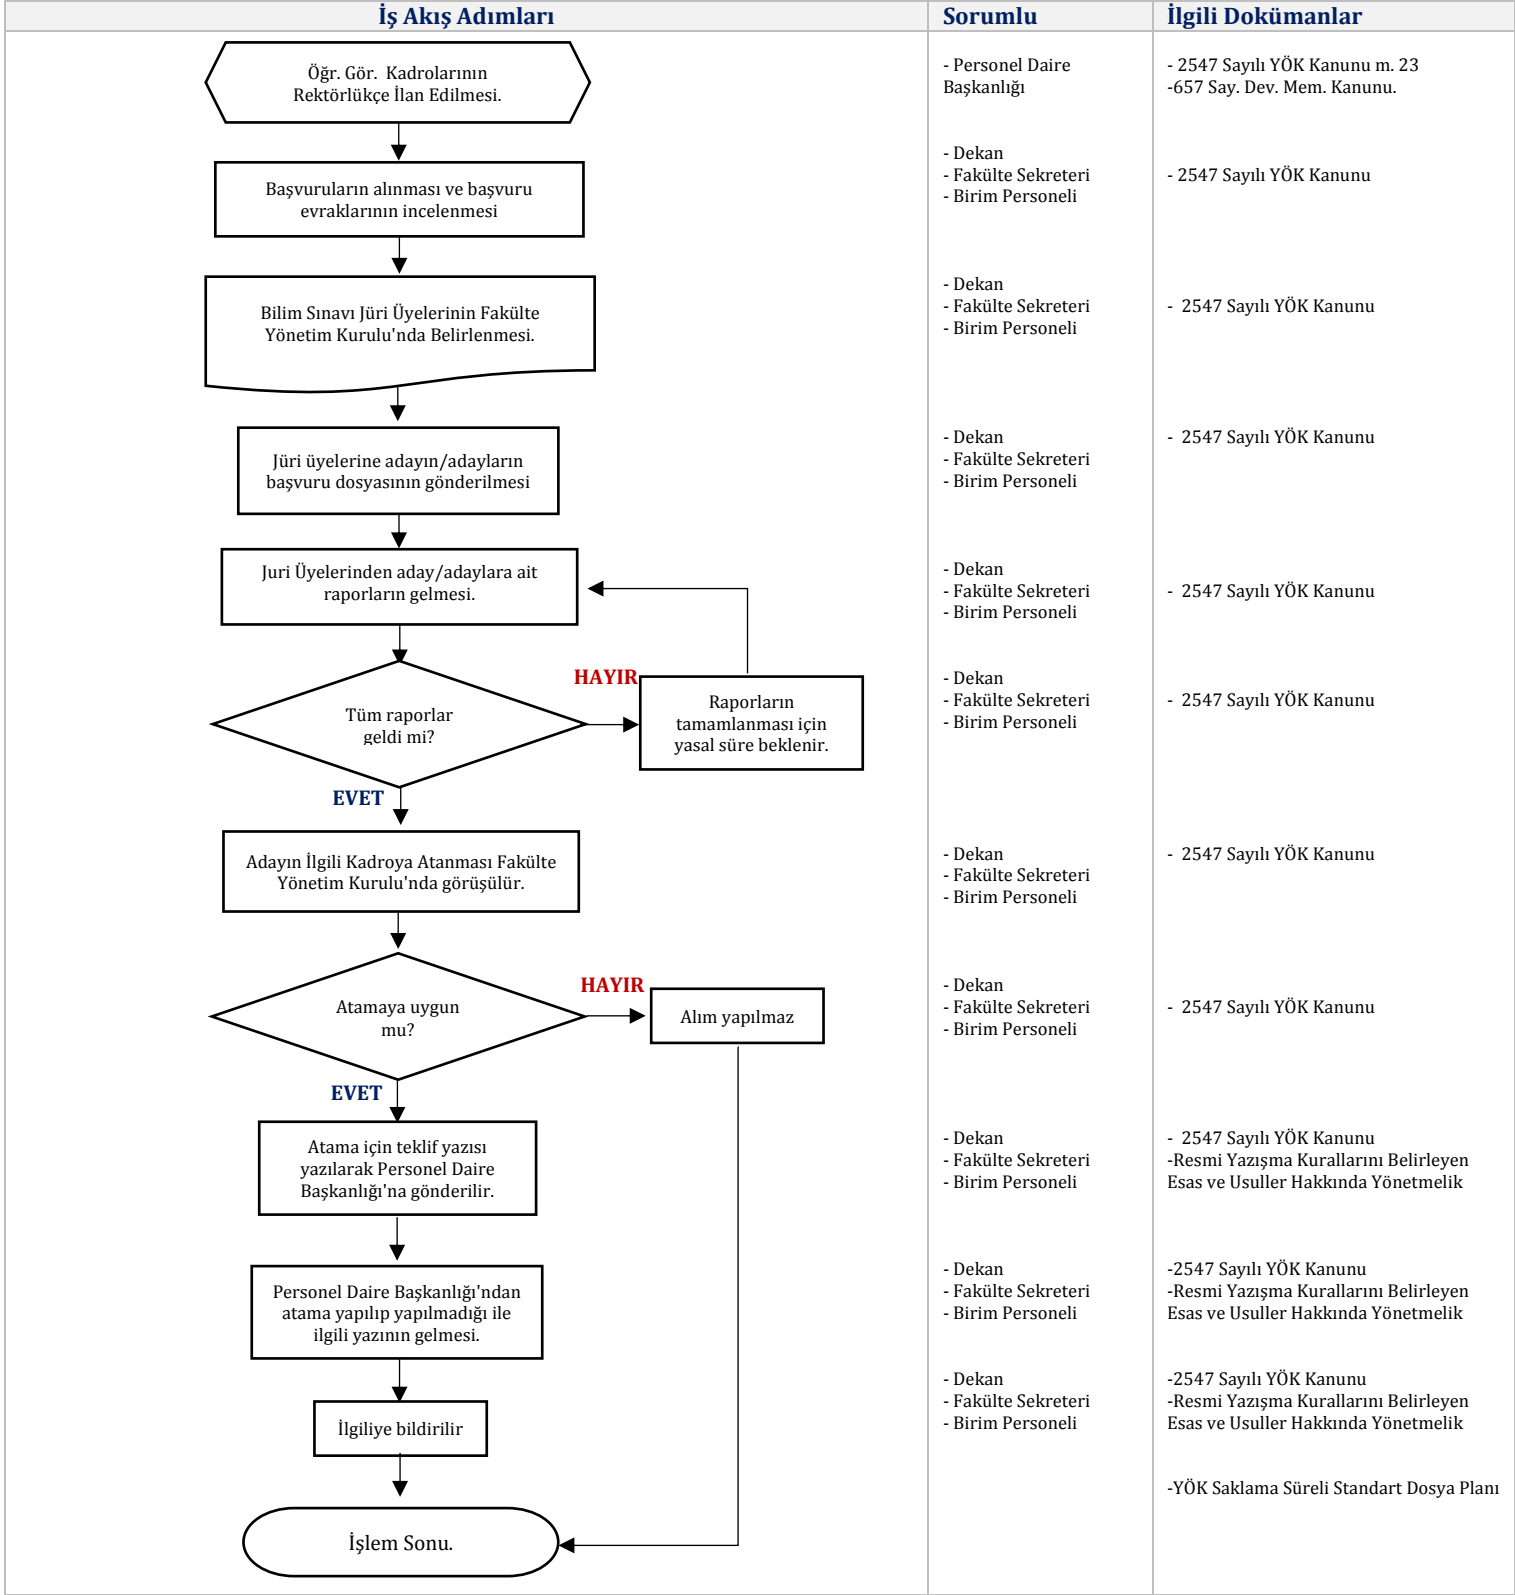 İş Akış Adımları
Sorumlu
İlgili Dokümanlar
Öğr. Gör.  Kadrolarının
Rektörlükçe İlan Edilmesi.
- Personel Daire
Başkanlığı
- 2547 Sayılı YÖK Kanunu m. 23
-657 Say. Dev. Mem. Kanunu.
Başvuruların alınması ve başvuru
evraklarının incelenmesi
- Dekan
- Fakülte Sekreteri
- Birim Personeli
- 2547 Sayılı YÖK Kanunu
Bilim Sınavı Jüri Üyelerinin Fakülte
Yönetim Kurulu'nda Belirlenmesi.
- Dekan
- Fakülte Sekreteri
- Birim Personeli
-  2547 Sayılı YÖK Kanunu
Jüri üyelerine adayın/adayların
başvuru dosyasının gönderilmesi
- Dekan
- Fakülte Sekreteri
- Birim Personeli
-  2547 Sayılı YÖK Kanunu
Juri Üyelerinden aday/adaylara ait
raporların gelmesi.
- Dekan
- Fakülte Sekreteri
- Birim Personeli
-  2547 Sayılı YÖK Kanunu
Tüm raporlar
geldi mi?
HAYIR
Raporların
tamamlanması için
yasal süre beklenir.
EVET
- Dekan
- Fakülte Sekreteri
- Birim Personeli
-  2547 Sayılı YÖK Kanunu
Adayın İlgili Kadroya Atanması Fakülte
Yönetim Kurulu'nda görüşülür.
- Dekan
- Fakülte Sekreteri
- Birim Personeli
-  2547 Sayılı YÖK Kanunu
Atamaya uygun
mu?
HAYIR
Alım yapılmaz
EVET
- Dekan
- Fakülte Sekreteri
- Birim Personeli
-  2547 Sayılı YÖK Kanunu
Atama için teklif yazısı
yazılarak Personel Daire
Başkanlığı'na gönderilir.
- Dekan
- Fakülte Sekreteri
- Birim Personeli
-  2547 Sayılı YÖK Kanunu
-Resmi Yazışma Kurallarını Belirleyen
Esas ve Usuller Hakkında Yönetmelik
Personel Daire Başkanlığı'ndan
atama yapılıp yapılmadığı ile
ilgili yazının gelmesi.
- Dekan
- Fakülte Sekreteri
- Birim Personeli
-2547 Sayılı YÖK Kanunu
-Resmi Yazışma Kurallarını Belirleyen
Esas ve Usuller Hakkında Yönetmelik
İlgiliye bildirilir
- Dekan
- Fakülte Sekreteri
- Birim Personeli
-2547 Sayılı YÖK Kanunu
-Resmi Yazışma Kurallarını Belirleyen
Esas ve Usuller Hakkında Yönetmelik
-YÖK Saklama Süreli Standart Dosya Planı
İşlem Sonu.